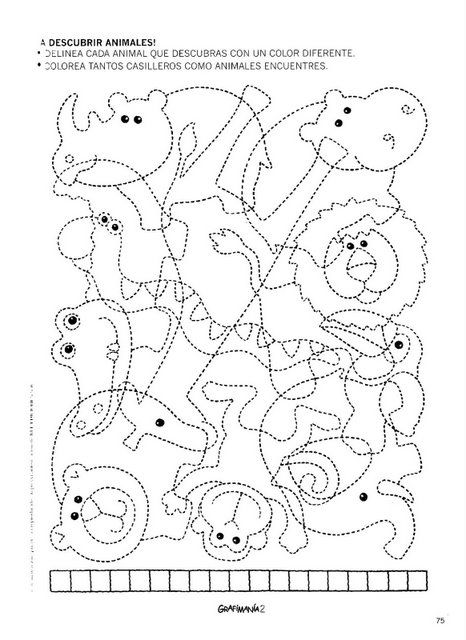 A DESCUBRIR ANIMALES!
• DELINEA CADA ANIMAL QUE DESCUBRAS CON UN COLOR DIFERENTE.
• COLOREA TANTOS CASILLEROS COMO ANIMALES ENCUENTRES.
GRAFIMANÍA 2
75